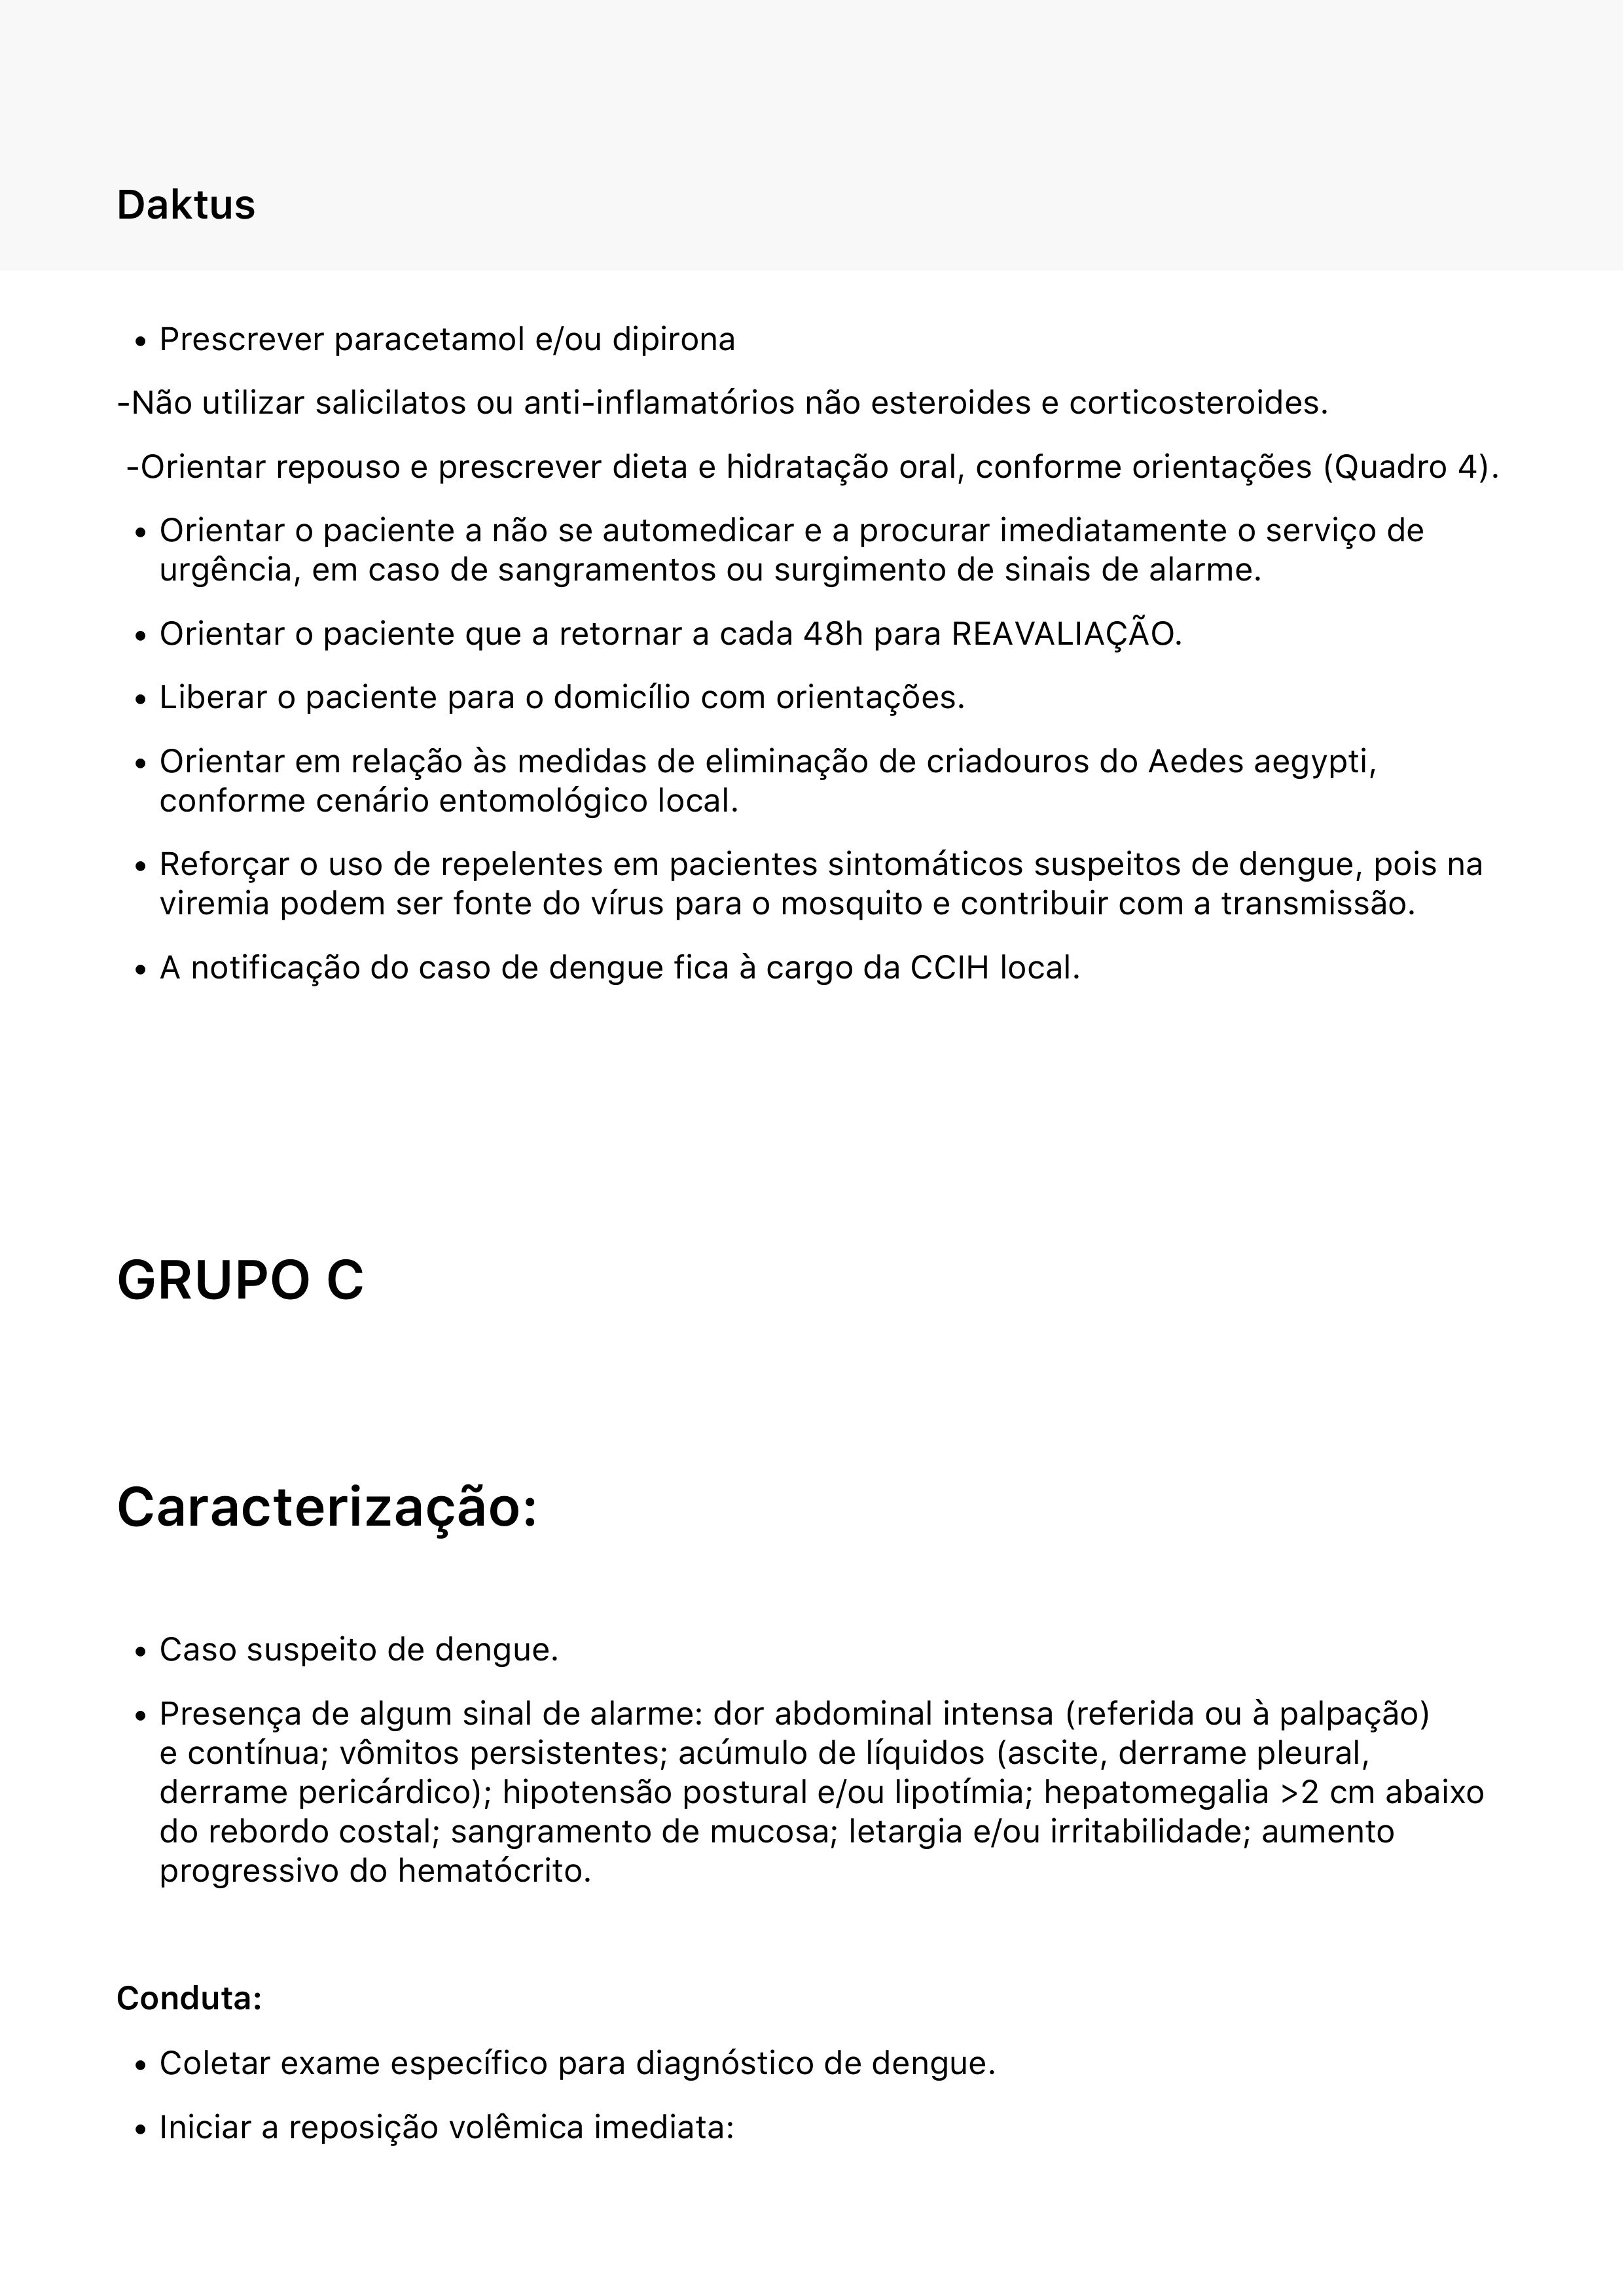 Daktus
• Prescrever paracetamol e/ou dipirona
-Não utilizar salicilatos ou anti-inflamatórios não esteroides e corticosteroides.
-Orientar repouso e prescrever dieta e hidratação oral, conforme orientações (Quadro 4).
• Orientar o paciente a não se automedicar e a procurar imediatamente o serviço de
urgência, em caso de sangramentos ou surgimento de sinais de alarme.
• Orientar o paciente que a retornar a cada 48h para REAVALIAÇÃO.
• Liberar o paciente para o domicílio com orientações.
• Orientar em relação às medidas de eliminação de criadouros do Aedes aegypti,
conforme cenário entomológico local.
• Reforçar o uso de repelentes em pacientes sintomáticos suspeitos de dengue, pois na
viremia podem ser fonte do vírus para o mosquito e contribuir com a transmissão.
• A notificação do caso de dengue fica à cargo da CCIH local.
GRUPO C
Caracterização:
• Caso suspeito de dengue.
• Presença de algum sinal de alarme: dor abdominal intensa (referida ou à palpação)
e contínua; vômitos persistentes; acúmulo de líquidos (ascite, derrame pleural,
derrame pericárdico); hipotensão postural e/ou lipotímia; hepatomegalia >2 cm abaixo
do rebordo costal; sangramento de mucosa; letargia e/ou irritabilidade; aumento
progressivo do hematócrito.
Conduta:
• Coletar exame específico para diagnóstico de dengue.
• Iniciar a reposição volêmica imediata: